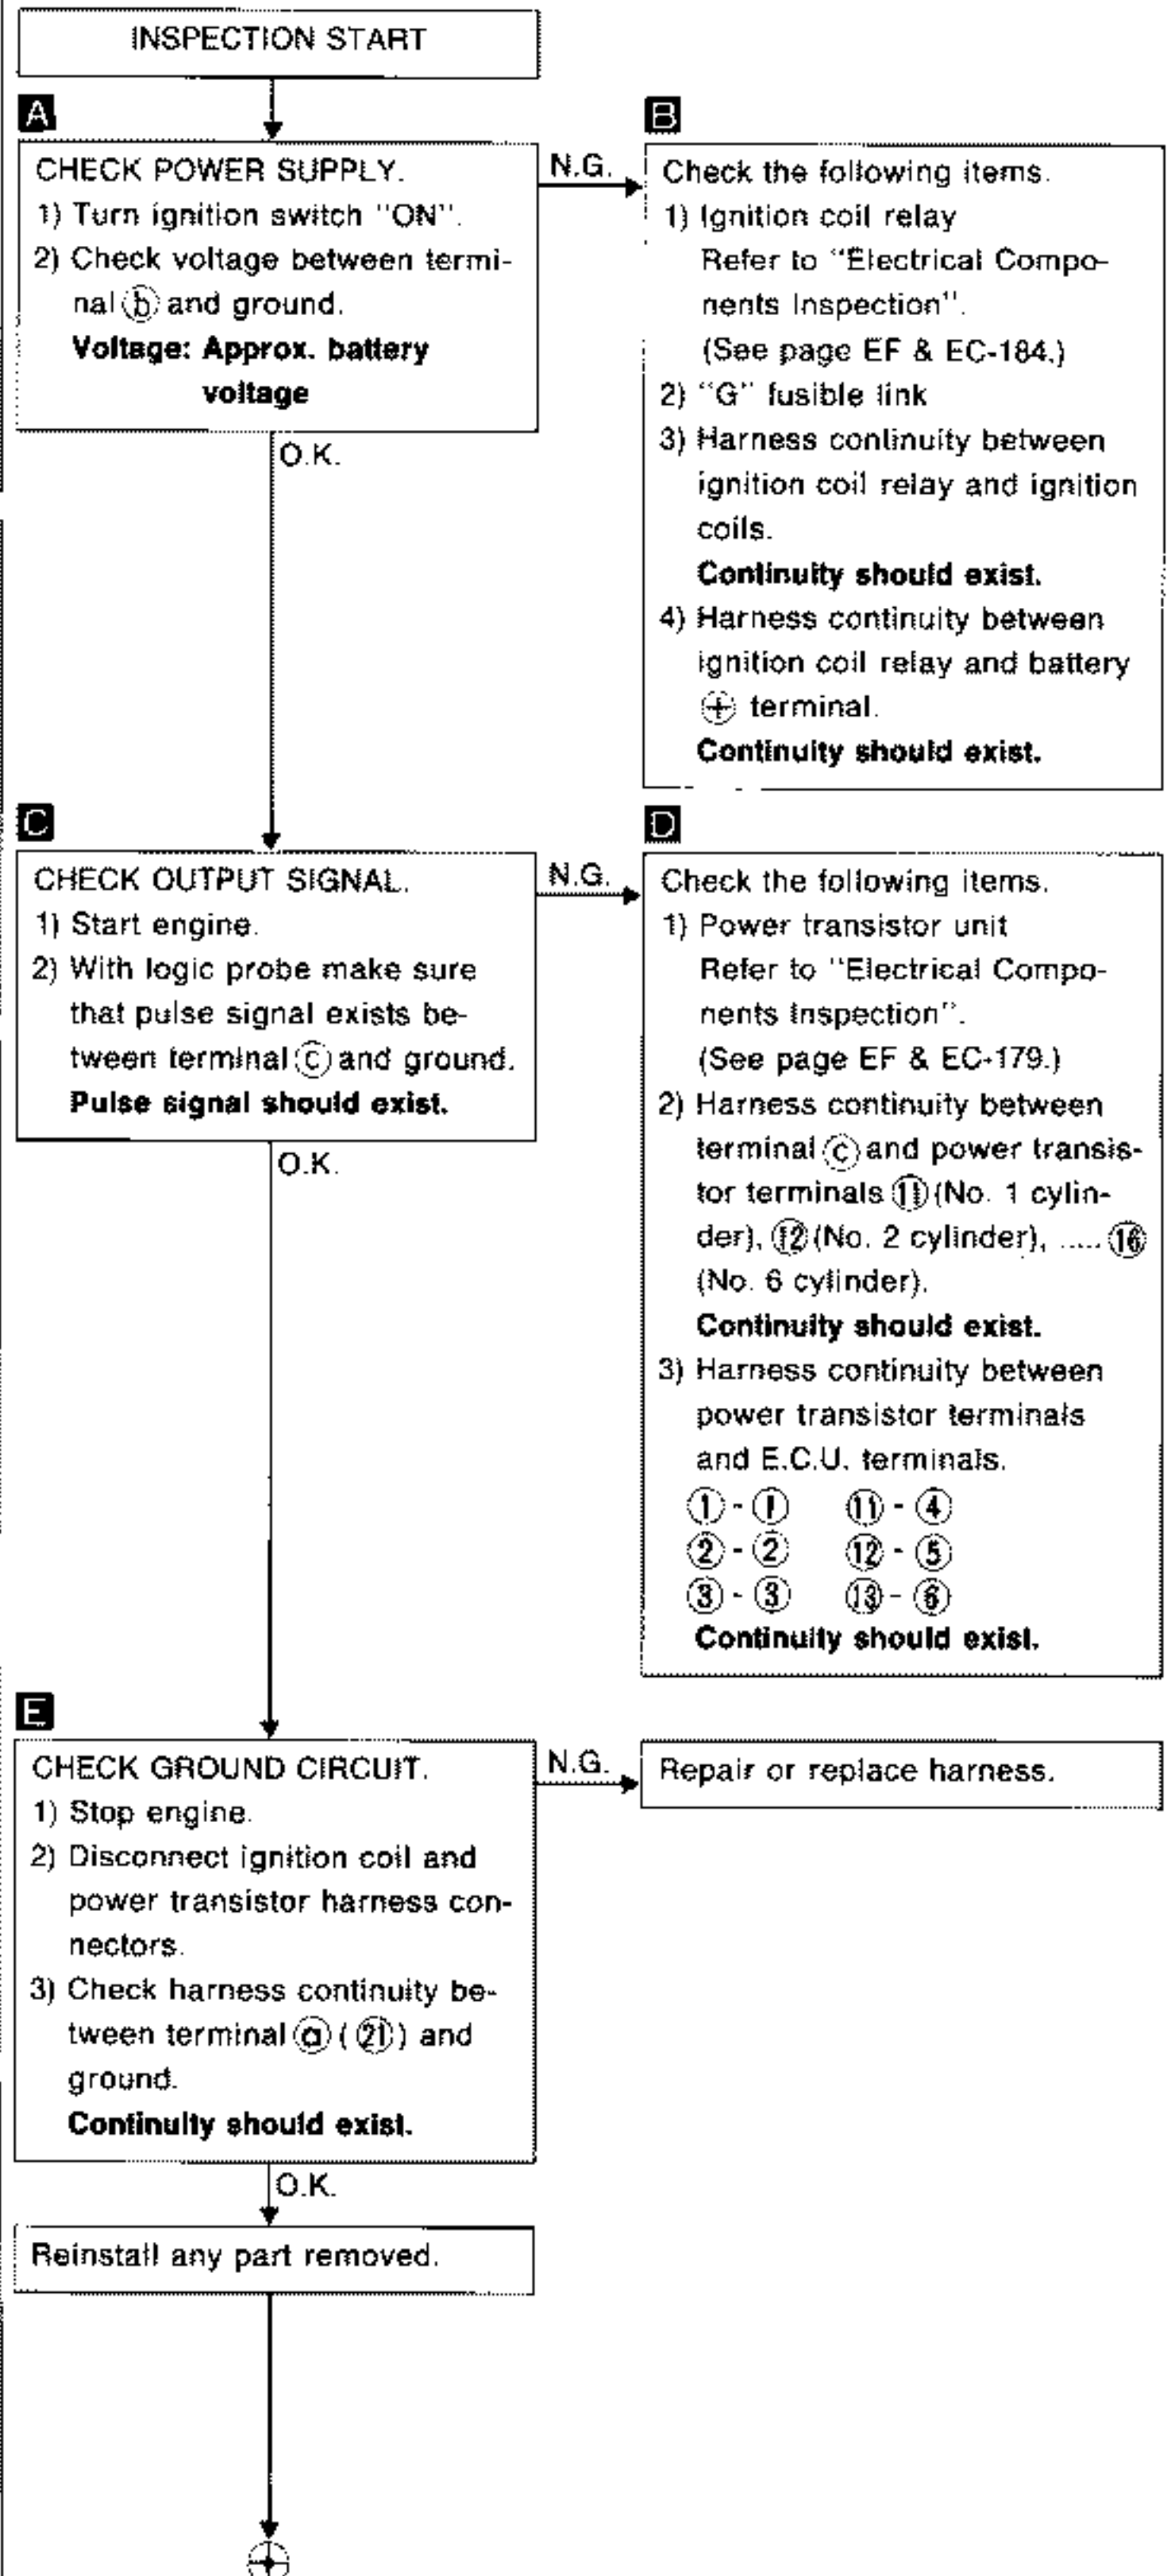 INSPECTION START
A
CHECK POWER SUPPLY.
1) Turn ignition switch "ON".
2) Check voltage between termi-
nal ⓑ and ground.
Voltage: Approx. battery
voltage
N.G.
O.K.
B
Check the following items.
1) Ignition coil relay
Refer to "Electrical Compo-
nents Inspection".
(See page EF & EC-184.)
2) "G" fusible link
3) Harness continuity between
ignition coil relay and ignition
coils.
Continuity should exist.
4) Harness continuity between
ignition coil relay and battery
⊕ terminal.
Continuity should exist.
C
CHECK OUTPUT SIGNAL.
1) Start engine.
2) With logic probe make sure
that pulse signal exists be-
tween terminal ⓒ and ground.
Pulse signal should exist.
N.G.
O.K.
D
Check the following items.
1) Power transistor unit
Refer to "Electrical Compo-
nents Inspection".
(See page EF & EC-179.)
2) Harness continuity between
terminal ⓒ and power transis-
tor terminals ⑪ (No. 1 cylin-
der), ⑫ (No. 2 cylinder), ..... ⑯
(No. 6 cylinder).
Continuity should exist.
3) Harness continuity between
power transistor terminals
and E.C.U. terminals.
① - ① ⑪ - ④
② - ② ⑫ - ⑤
③ - ③ ⑬ - ⑥
Continuity should exist.
E
CHECK GROUND CIRCUIT.
1) Stop engine.
2) Disconnect ignition coil and
power transistor harness con-
nectors.
3) Check harness continuity be-
tween terminal ⓐ ( ㉑ ) and
ground.
Continuity should exist.
N.G.
Repair or replace harness.
O.K.
Reinstall any part removed.